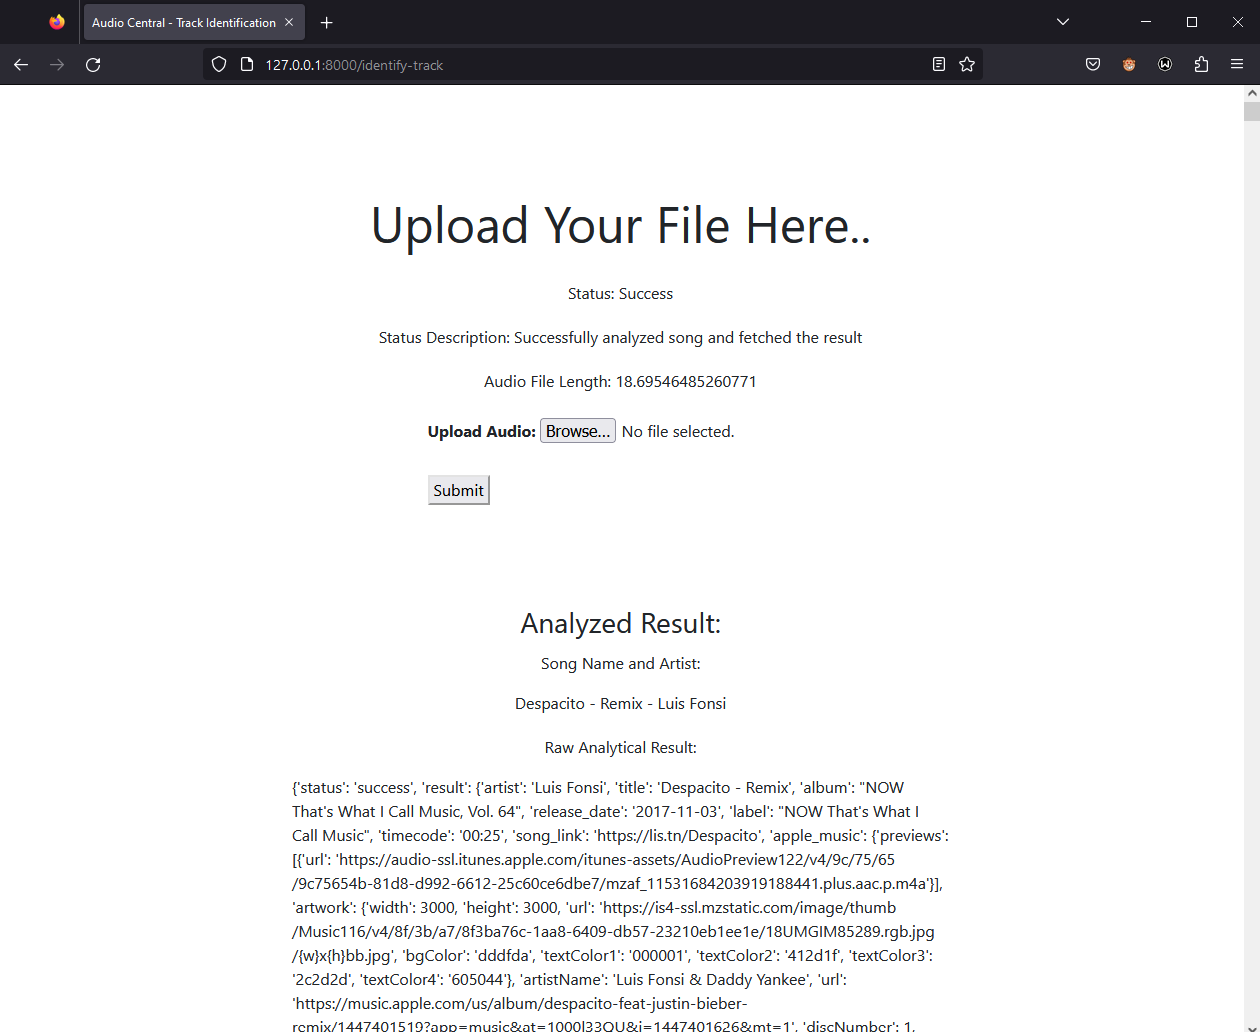 Audio Central - Track Identification
127.0.0.1:8000/identify-track
Upload Your File Here..
Status: Success
Status Description: Successfully analyzed song and fetched the result
Audio File Length: 18.69546485260771
Upload Audio: Browse... No file selected.
Submit
Analyzed Result:
Song Name and Artist:
Despacito - Remix - Luis Fonsi
Raw Analytical Result:
{'status': 'success', 'result': {'artist': 'Luis Fonsi', 'title': 'Despacito - Remix', 'album': "NOW
That's What I Call Music, Vol. 64", 'release_date': '2017-11-03', 'label': "NOW That's What I
Call Music", 'timecode': '00:25', 'song_link': 'https://lis.tn/Despacito', 'apple_music': {'previews':
[{'url': 'https://audio-ssl.itunes.apple.com/itunes-assets/AudioPreview122/v4/9c/75/65
/9c75654b-81d8-d992-6612-25c60ce6dbe7/mzaf_11531684203919188441.plus.aac.p.m4a'}],
'artwork': {'width': 3000, 'height': 3000, 'url': 'https://is4-ssl.mzstatic.com/image/thumb
/Music116/v4/8f/3b/a7/8f3ba76c-1aa8-6409-db57-23210eb1ee1e/18UMGIM85289.rgb.jpg
/{w}x{h}bb.jpg', 'bgColor': 'dddfda', 'textColor1': '000001', 'textColor2': '412d1f', 'textColor3':
'2c2d2d', 'textColor4': '605044'}, 'artistName': 'Luis Fonsi & Daddy Yankee', 'url':
'https://music.apple.com/us/album/despacito-feat-justin-bieber-
remix/1447401519?app=music&at=1000l33QU&i=1447401626&mt=1', 'discNumber': 1,